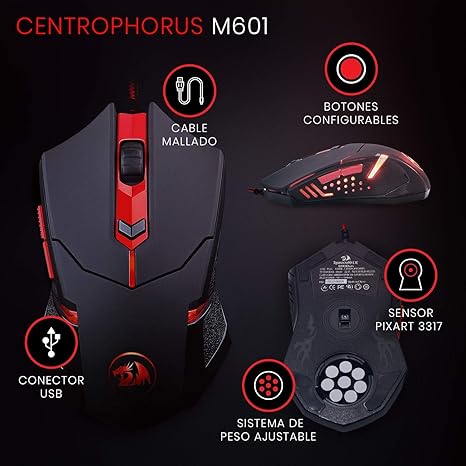 CENTROPHORUS M601
CABLE
MALLADO
BOTONES
CONFIGURABLES
SENSOR
PIXART 3317
CONECTOR
USB
SISTEMA DE
PESO AJUSTABLE